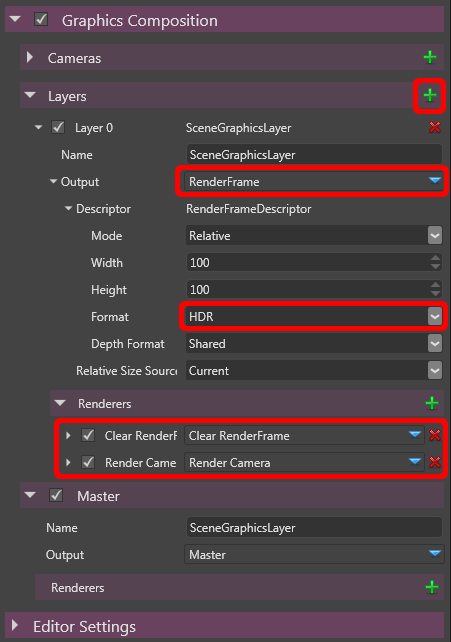 Graphics Composition
Cameras
Layers
Layer 0 SceneGraphicsLayer
Name SceneGraphicsLayer
Output RenderFrame
Descriptor RenderFrameDescriptor
Mode Relative
Width 100
Height 100
Format HDR
Depth Format Shared
Relative Size Source Current
Renderers
Clear RenderF Clear RenderFrame
Render Came Render Camera
Master
Name SceneGraphicsLayer
Output Master
Renderers
Editor Settings